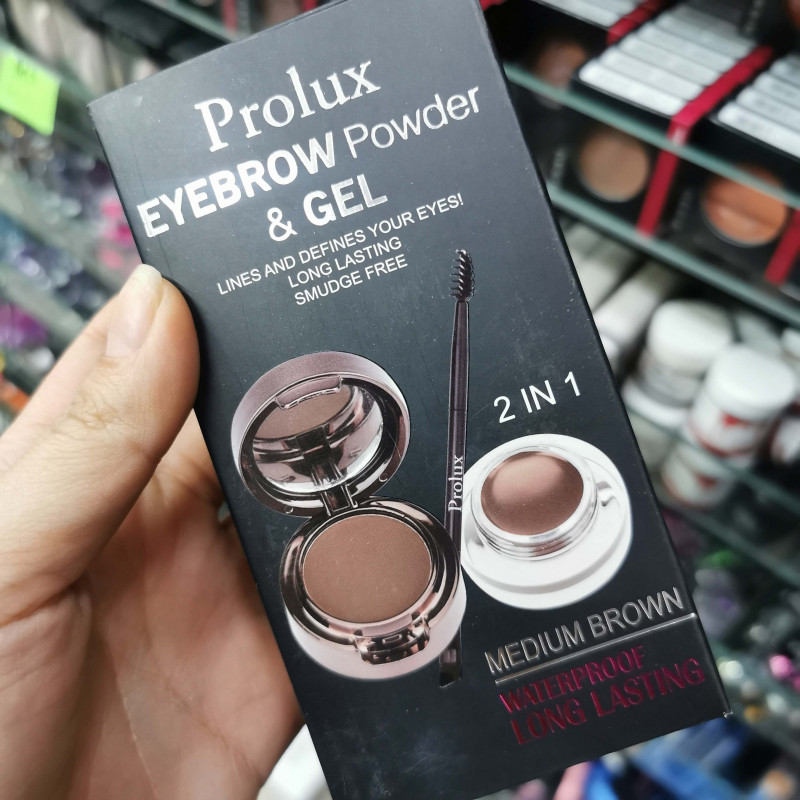 Prolux
EYEBROW Powder
& GEL
LINES AND DEFINES YOUR EYES!
LONG LASTING
SMUDGE FREE
2 IN 1
Prolux
MEDIUM BROWN
WATERPROOF
LONG LASTING